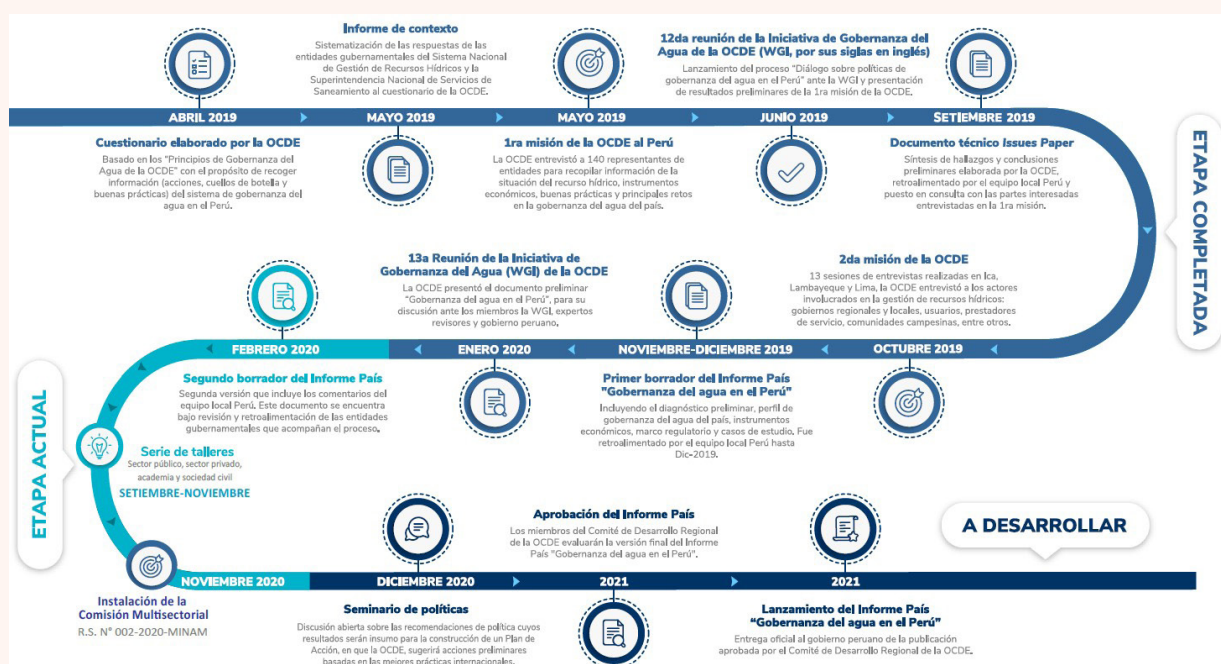 Informe de contexto
Sistematización de las respuestas de las
entidades gubernamentales del Sistema Nacional
de Gestión de Recursos Hídricos y la
Superintendencia Nacional de Servicios de
Saneamiento al cuestionario de la OCDE.
12da reunión de la Iniciativa de Gobernanza del
Agua de la OCDE (WGI, por sus siglas en inglés)
Lanzamiento del proceso “Diálogo sobre políticas de
gobernanza del agua en el Perú” ante la WGI y presentación
de resultados preliminares de la 1ra misión de la OCDE.
ABRIL 2019
MAYO 2019
MAYO 2019
JUNIO 2019
SETIEMBRE 2019
Cuestionario elaborado por la OCDE
Basado en los “Principios de Gobernanza del
Agua de la OCDE” con el propósito de recoger
información (acciones, cuellos de botella y
buenas prácticas) del sistema de gobernanza del
agua en el Perú.
1ra misión de la OCDE al Perú
La OCDE entrevistó a 140 representantes de
entidades para recopilar información de la
situación del recurso hídrico, instrumentos
económicos, buenas prácticas y principales retos
en la gobernanza del agua del país.
Documento técnico Issues Paper
Síntesis de hallazgos y conclusiones
preliminares elaborada por la OCDE,
retroalimentado por el equipo local Perú y
puesto en consulta con las partes interesadas
entrevistadas en la 1ra misión.
ETAPA COMPLETADA
13a Reunión de la Iniciativa de
Gobernanza del Agua (WGI) de la OCDE
La OCDE presentó el documento preliminar
“Gobernanza del agua en el Perú”, para su
discusión ante los miembros la WGI, expertos
revisores y gobierno peruano.
2da misión de la OCDE
13 sesiones de entrevistas realizadas en Ica,
Lambayeque y Lima, la OCDE entrevistó a los actores
involucrados en la gestión de recursos hídricos:
gobiernos regionales y locales, usuarios, prestadores
de servicio, comunidades campesinas, entre otros.
FEBRERO 2020
ENERO 2020
NOVIEMBRE-DICIEMBRE 2019
OCTUBRE 2019
Segundo borrador del Informe País
Segunda versión que incluye los comentarios del
equipo local Perú. Este documento se encuentra
bajo revisión y retroalimentación de las entidades
gubernamentales que acompañan el proceso.
Primer borrador del Informe País
"Gobernanza del agua en el Perú"
Incluyendo el diagnóstico preliminar, perfil de
gobernanza del agua del país, instrumentos
económicos, marco regulatorio y casos de estudio. Fue
retroalimentado por el equipo local Perú hasta
Dic-2019.
ETAPA ACTUAL
Serie de talleres
Sector público, sector privado,
academia y sociedad civil
SETIEMBRE-NOVIEMBRE
Aprobación del Informe País
Los miembros del Comité de Desarrollo Regional
de la OCDE evaluarán la versión final del Informe
País "Gobernanza del agua en el Perú".
A DESARROLLAR
NOVIEMBRE 2020
DICIEMBRE 2020
2021
2021
Instalación de la
Comisión Multisectorial
R.S. N° 002-2020-MINAM
Seminario de políticas
Discusión abierta sobre las recomendaciones de política cuyos
resultados serán insumo para la construcción de un Plan de
Acción, en que la OCDE, sugerirá acciones preliminares
basadas en las mejores prácticas internacionales.
Lanzamiento del Informe País
“Gobernanza del agua en el Perú”
Entrega oficial al gobierno peruano de la publicación
aprobada por el Comité de Desarrollo Regional de la OCDE.